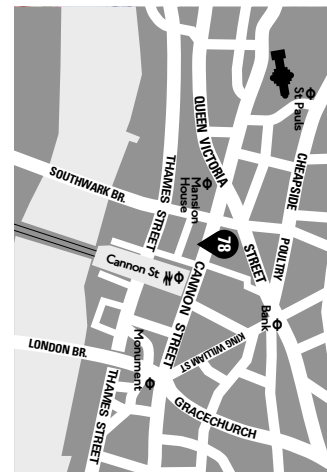 St Pauls
CHEAPSIDE
QUEEN VICTORIA
STREET
POULTRY
Mansion
House
THAMES STREET
SOUTHWARK BR.
78
Cannon St
CANNON STREET
Bank
KING WILLIAM ST
LONDON BR.
Monument
THAMES STREET
GRACECHURCH